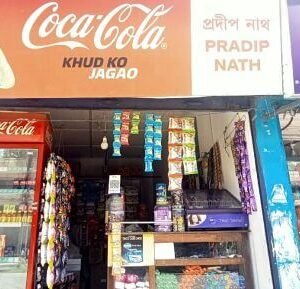 Coca-Cola
KHUD KO
JAGAO
প্রদীপ নাথ
PRADIP
NATH
Coca-Cola